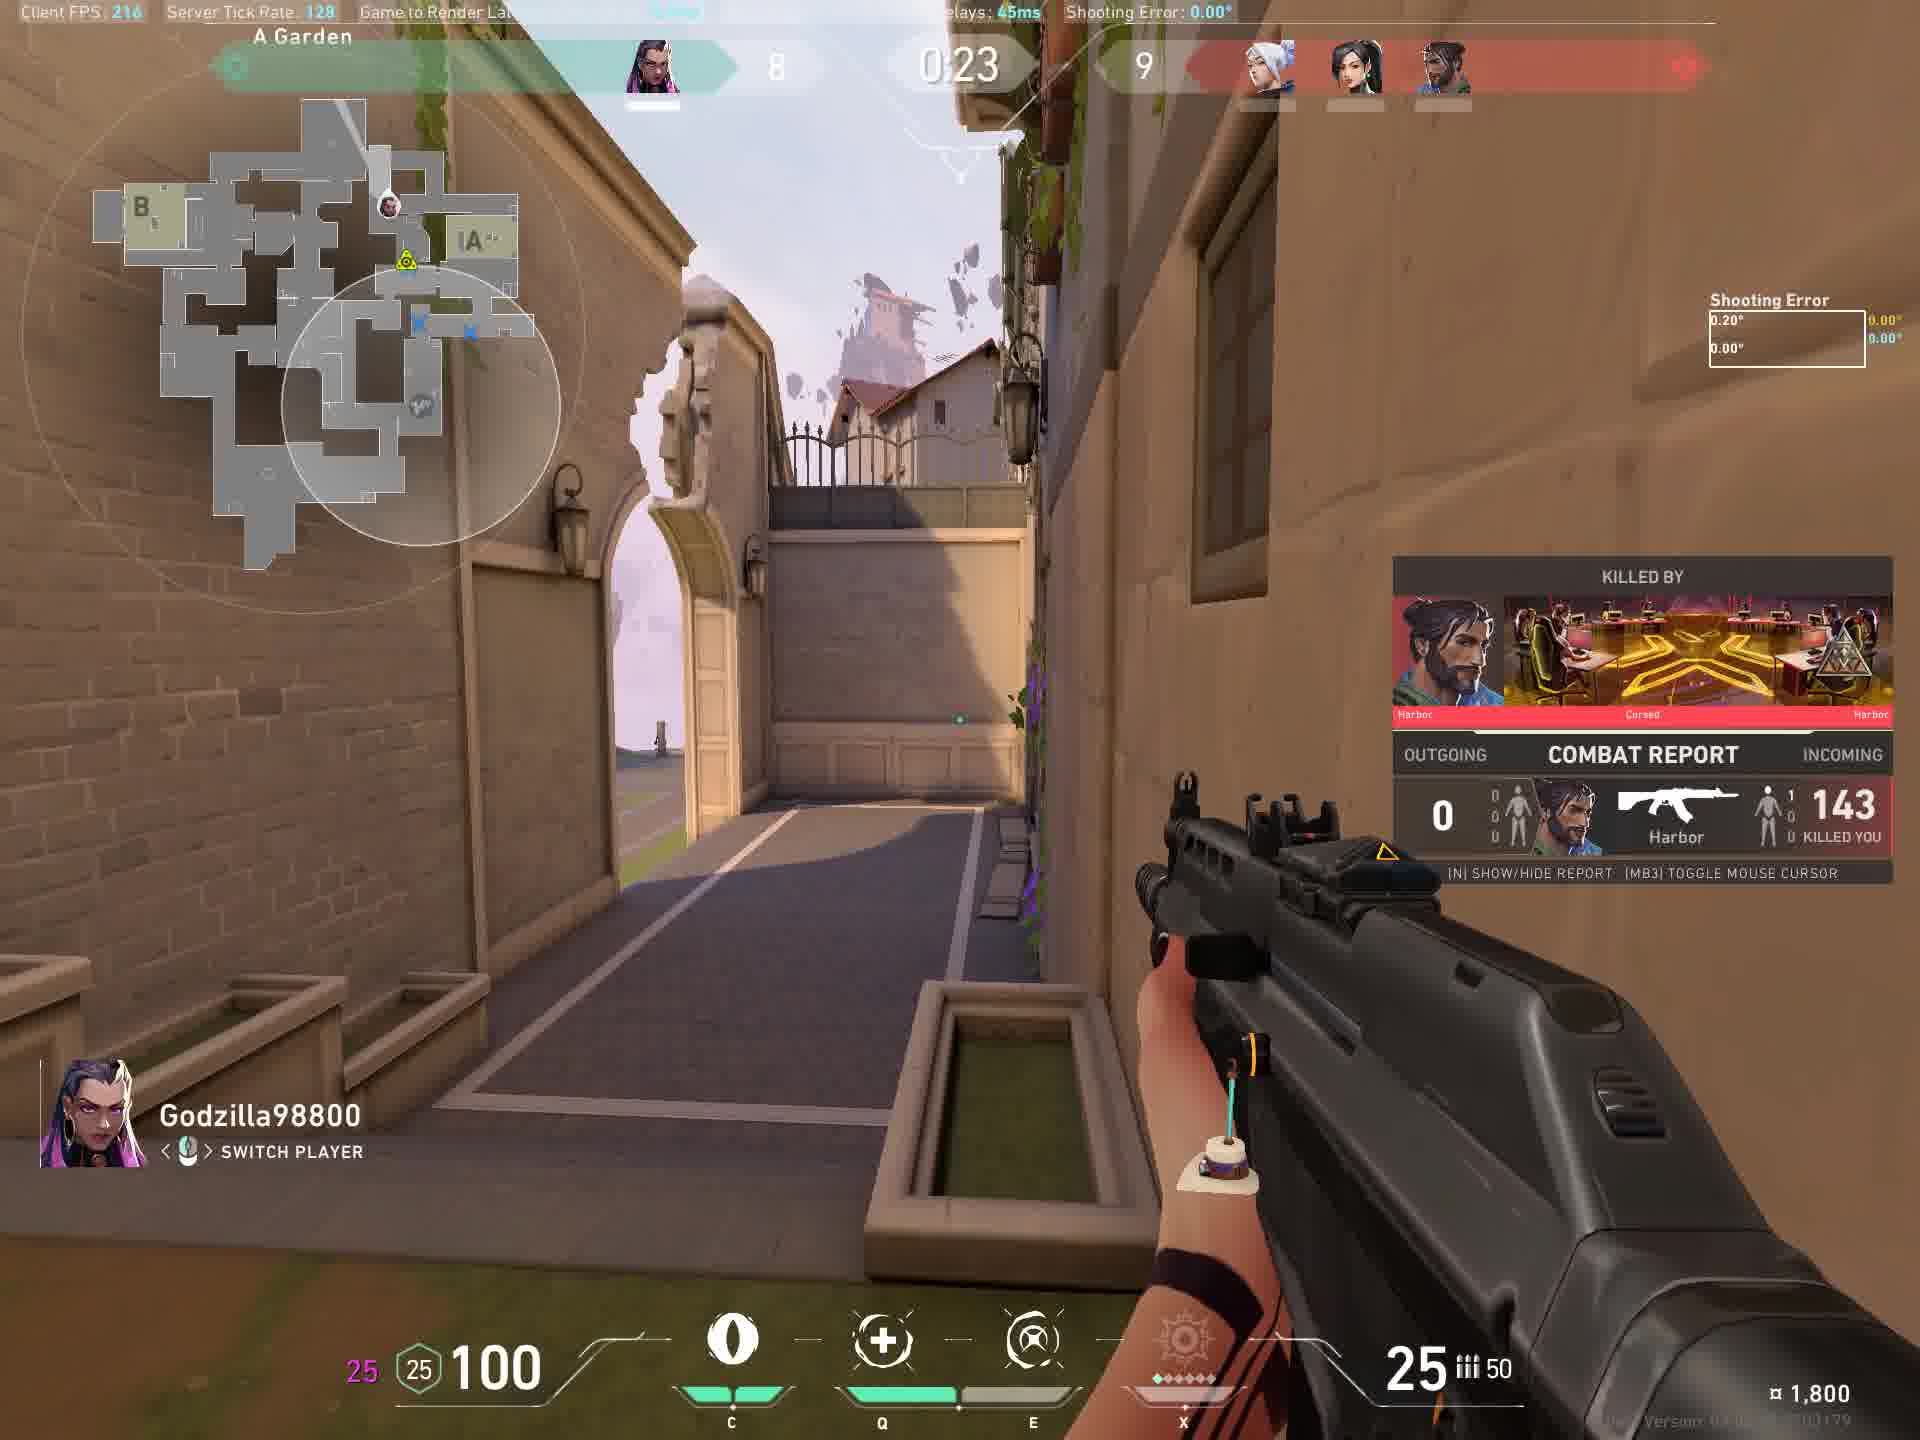 Client FPS: 216 Server Tick Rate: 128 Game to Render 45ms Shooting Error: 0.00°
A Garden
8 0:23 9
B
A
Shooting Error
0.20° 0.00°
0.00° 0.00°
KILLED BY
Harbor Cursed Harbor
OUTGOING COMBAT REPORT INCOMING
0 0 0 0 Harbor 1 0 0 143 KILLED YOU
[N] SHOW/HIDE REPORT [MB3] TOGGLE MOUSE CURSOR
Godzilla98800
< > SWITCH PLAYER
25 25 100
25 50
¤ 1,800
C Q E X
Version: